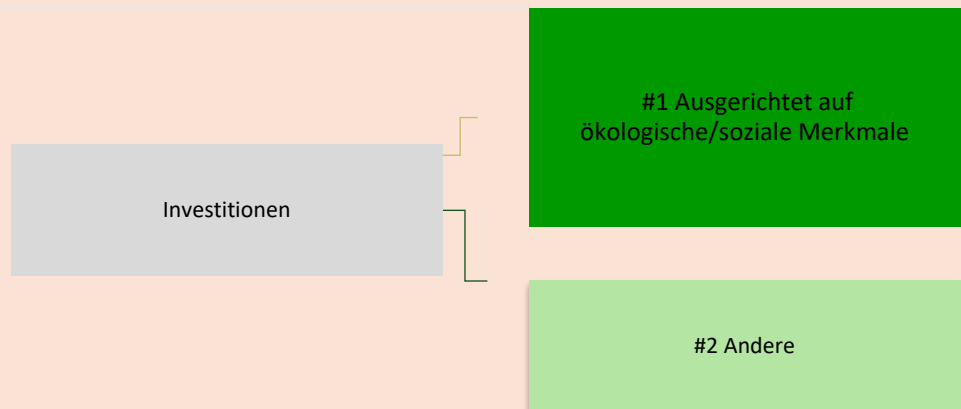 #1 Ausgerichtet auf
ökologische/soziale Merkmale
Investitionen
#2 Andere